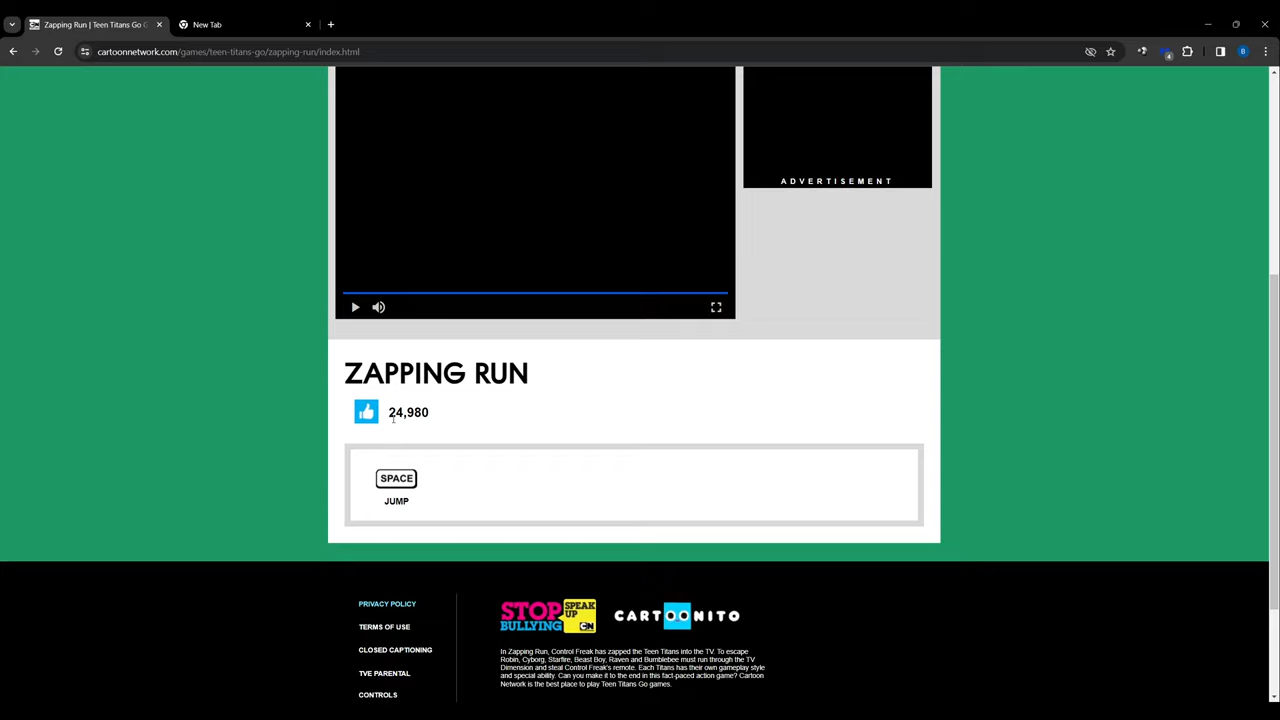 Zapping Run | Teen Titans Go G
New Tab
cartoonnetwork.com/games/teen-titans-go/zapping-run/index.html
4
B
ADVERTISEMENT
ZAPPING RUN
24,980
SPACE
JUMP
PRIVACY POLICY
TERMS OF USE
CLOSED CAPTIONING
TVE PARENTAL
CONTROLS
STOP
BULLYING
SPEAK
UP
CN
CARTOONITO
In Zapping Run, Control Freak has zapped the Teen Titans into the TV. To escape
Robin, Cyborg, Starfire, Beast Boy, Raven and Bumblebee must run through the TV
Dimension and steal Control Freak's remote. Each Titans has their own gameplay style
and special ability. Can you make it to the end in this fact-paced action game? Cartoon
Network is the best place to play Teen Titans Go games.